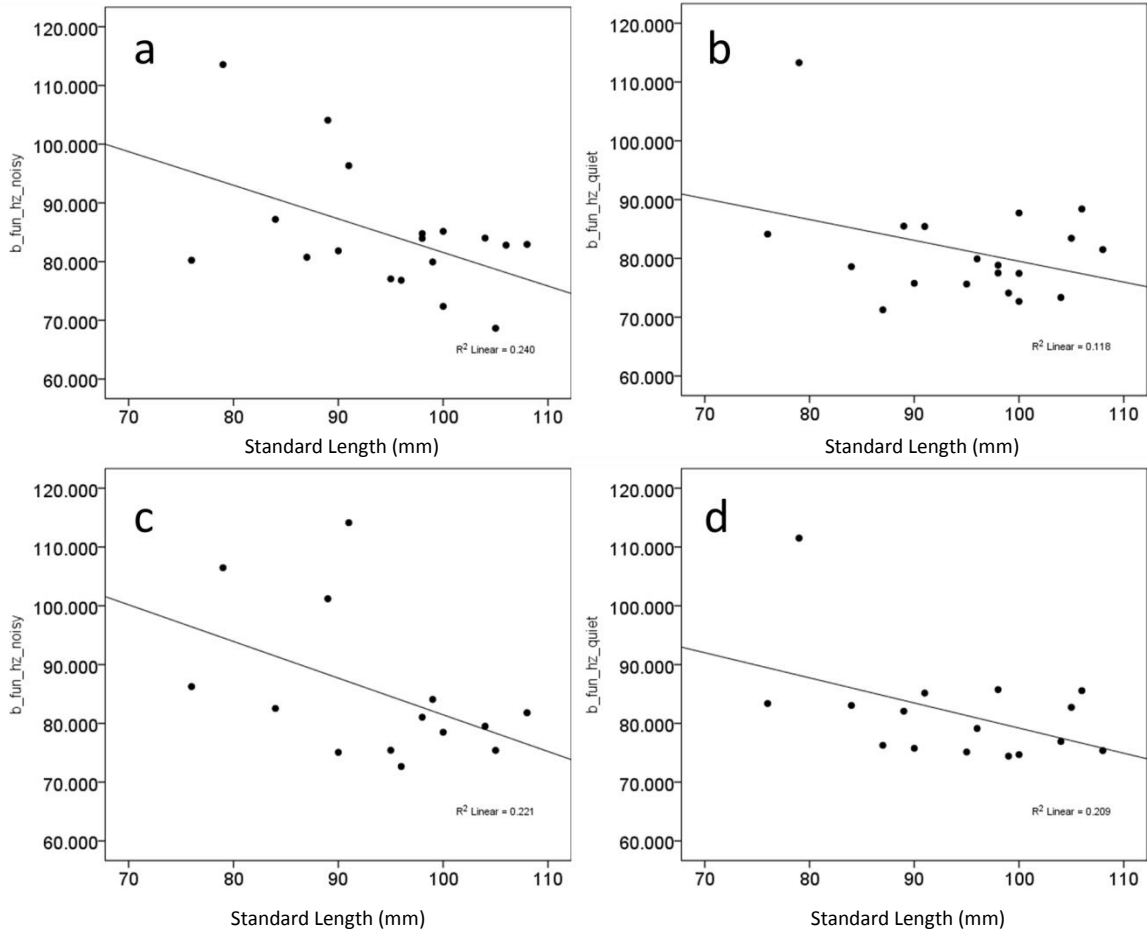 a
120.000
110.000
100.000
90.000
80.000
70.000
60.000
b_fun_hz_noisy
R² Linear = 0.240
70 80 90 100 110
Standard Length (mm)
b
120.000
110.000
100.000
90.000
80.000
70.000
60.000
b_fun_hz_quiet
R² Linear = 0.118
70 80 90 100 110
Standard Length (mm)
c
120.000
110.000
100.000
90.000
80.000
70.000
60.000
b_fun_hz_noisy
R² Linear = 0.221
70 80 90 100 110
Standard Length (mm)
d
120.000
110.000
100.000
90.000
80.000
70.000
60.000
b_fun_hz_quiet
R² Linear = 0.209
70 80 90 100 110
Standard Length (mm)